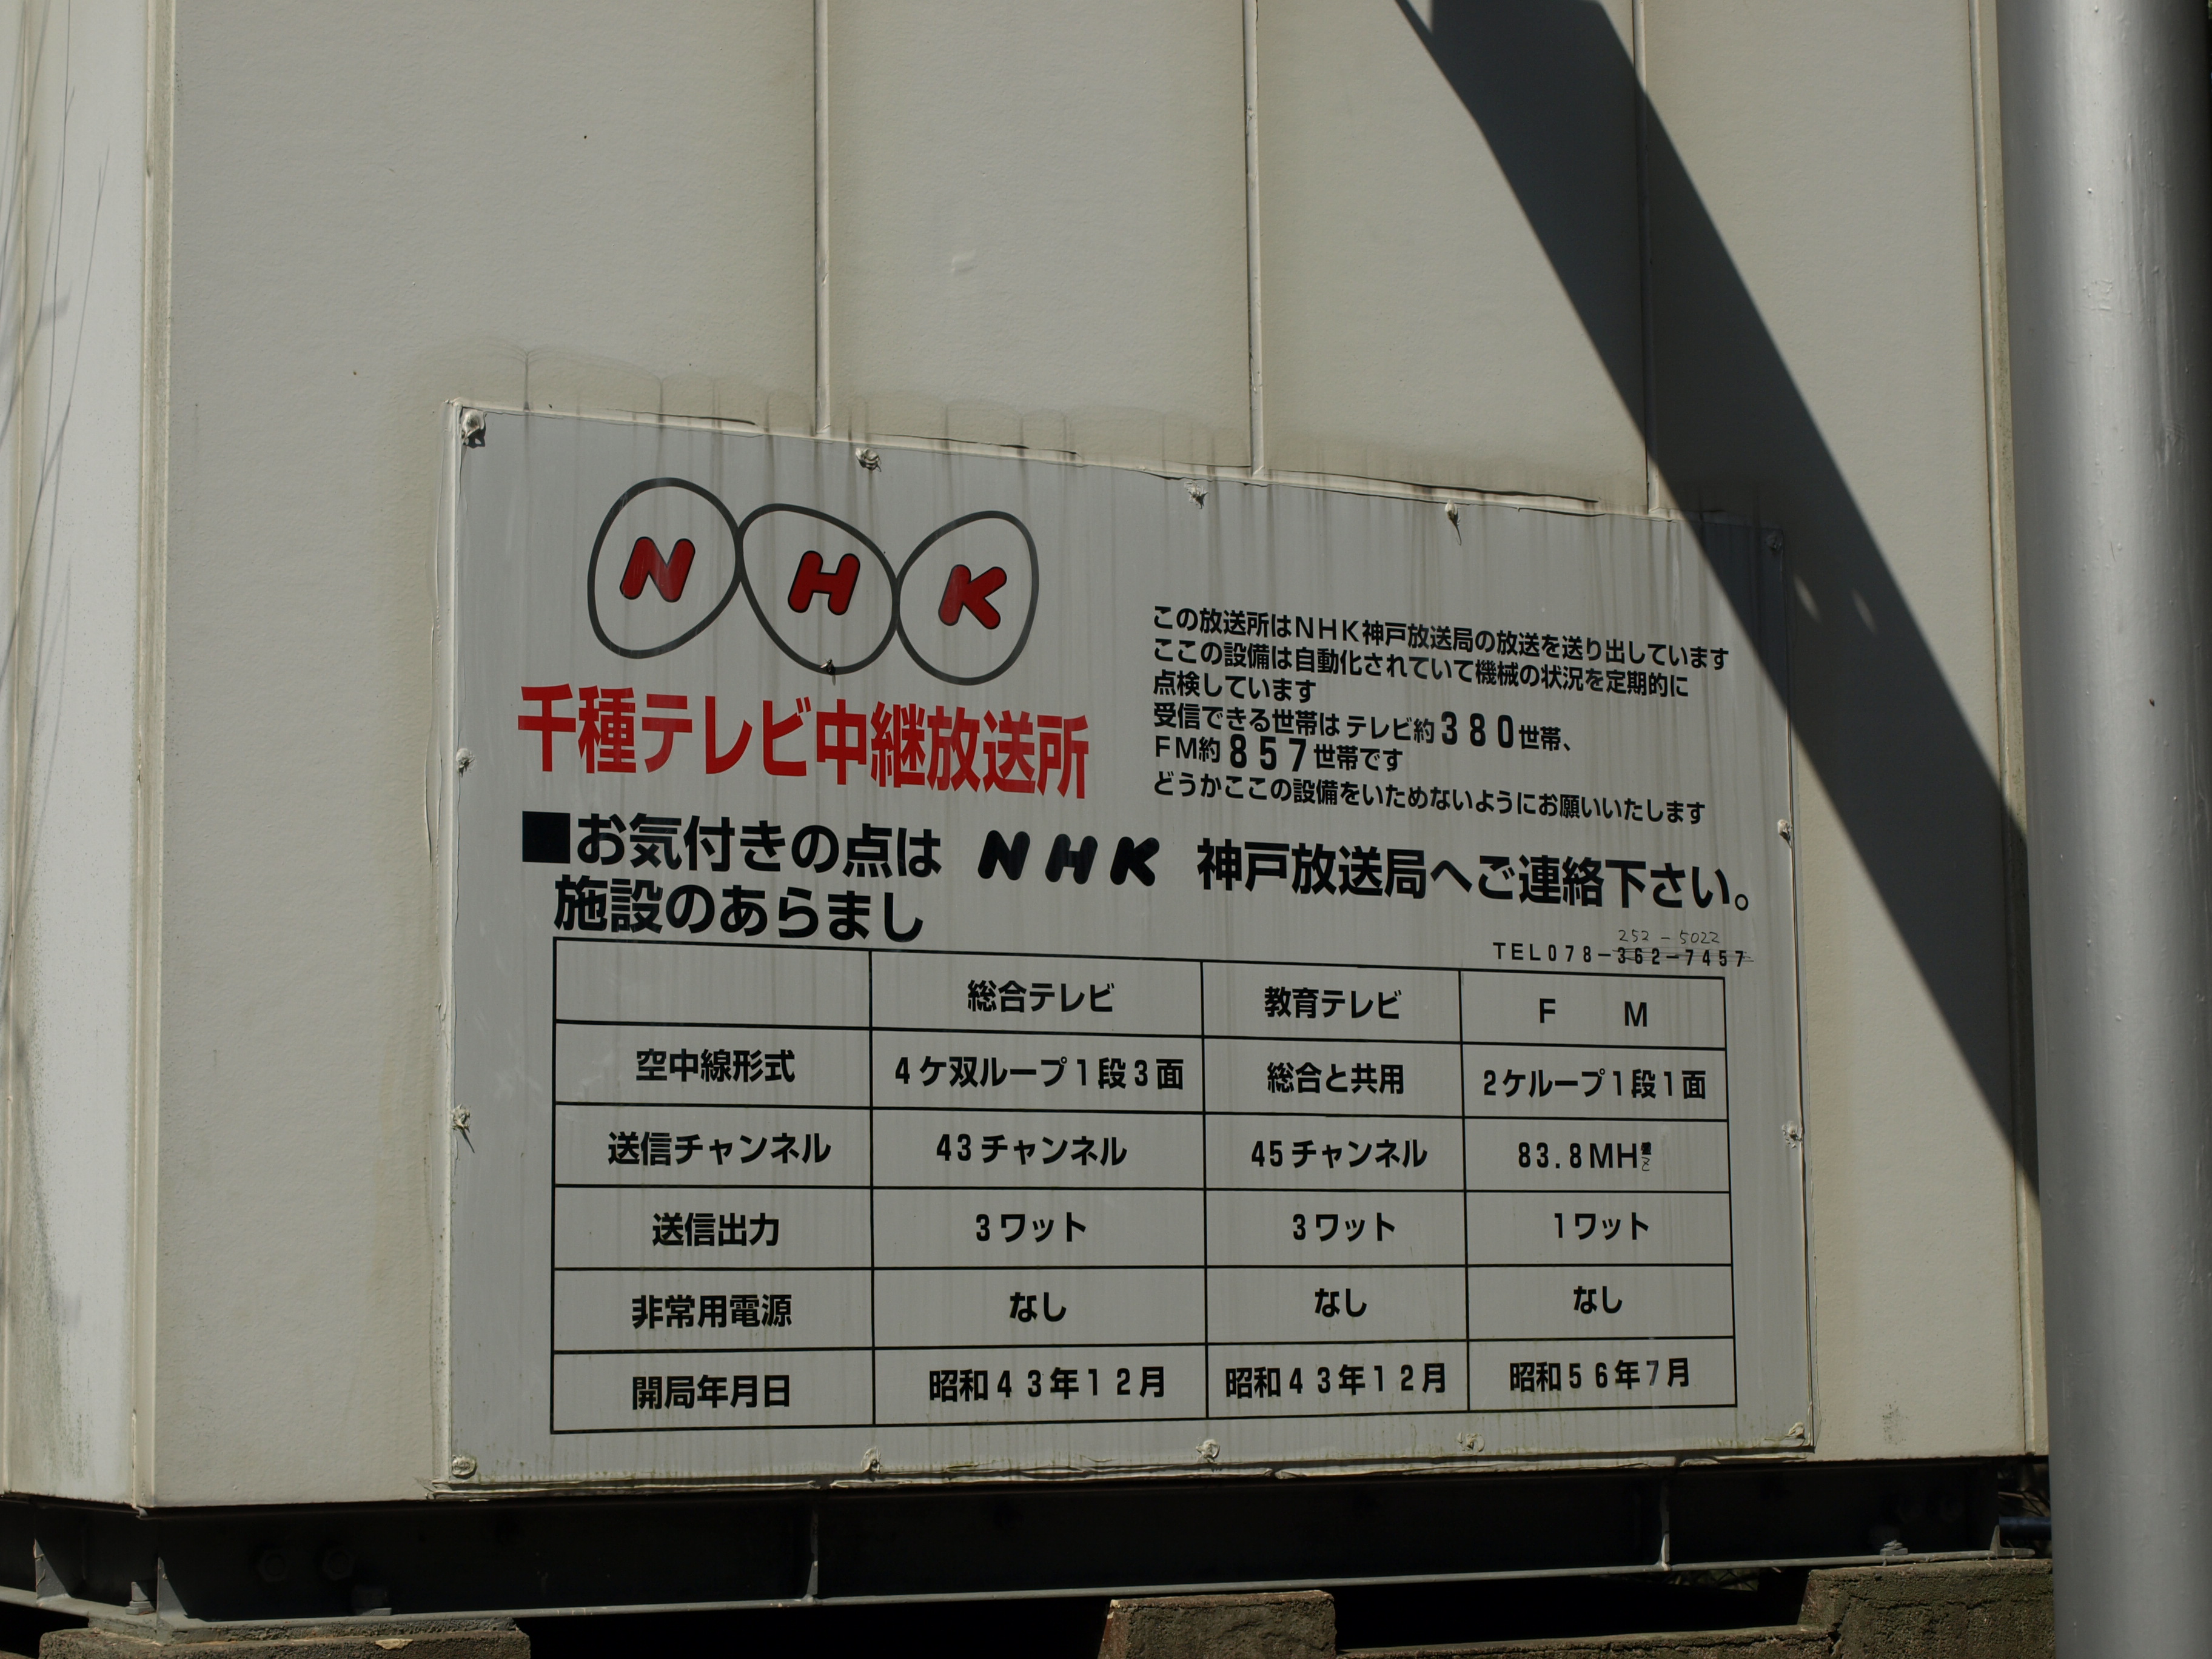 NHK
千種テレビ中継放送所
この放送所はNHK神戸放送局の放送を送り出しています
ここの設備は自動化されていて機械の状況を定期的に
点検しています
受信できる世帯は テレビ約380世帯、
FM約857世帯です
どうかここの設備をいためないようにお願いいたします
■お気付きの点は NHK 神戸放送局へご連絡下さい。
施設のあらまし
252-5022
TEL078-362-7457
総合テレビ 教育テレビ F M
空中線形式 4ケ双ループ1段3面 総合と共用 2ケループ1段1面
送信チャンネル 43チャンネル 45チャンネル 83.8MHZ
送信出力 3ワット 3ワット 1ワット
非常用電源 なし なし なし
開局年月日 昭和43年12月 昭和43年12月 昭和56年7月